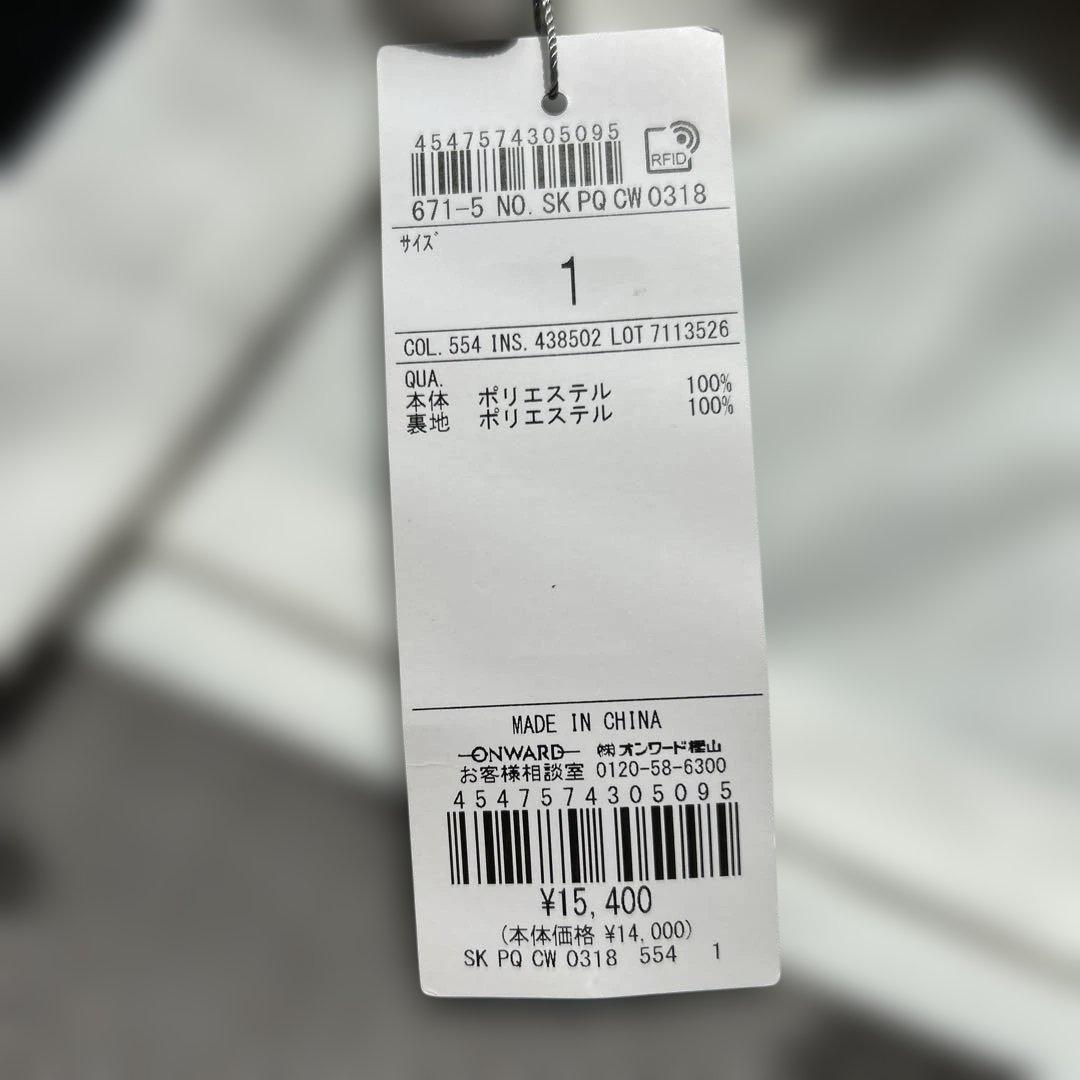 4547574305095
RFID
671-5 NO. SK PQ CW 0318
サイズ
1
COL. 554 INS. 438502 LOT 7113526
QUA.
本体 ポリエステル 100%
裏地 ポリエステル 100%
MADE IN CHINA
ONWARD ㈱オンワード樫山
お客様相談室 0120-58-6300
4547574305095
¥15,400
(本体価格 ¥14,000)
SK PQ CW 0318 554 1